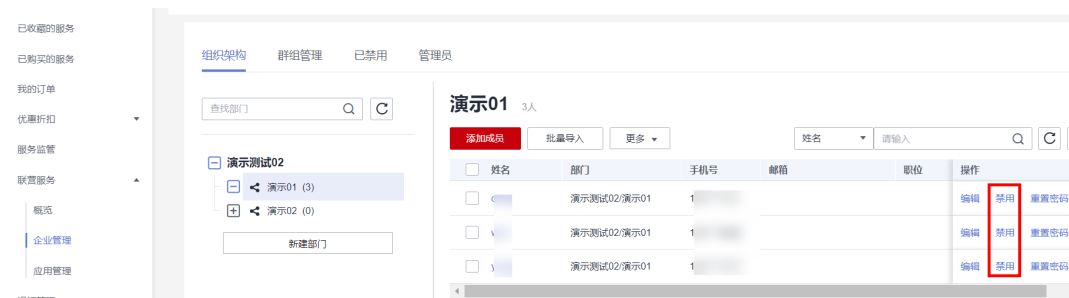 已收藏的服务
已购买的服务
我的订单
优惠折扣
服务监管
联营服务
概览
企业管理
应用管理
组织架构 群组管理 已禁用 管理员
查找部门
演示测试02
演示01 (3)
演示02 (0)
新建部门
演示01 3人
添加成员 批量导入 更多 姓名 请输入
姓名 部门 手机号 邮箱 职位 操作
演示测试02/演示01 1 编辑 禁用 重置密码
演示测试02/演示01 1 编辑 禁用 重置密码
演示测试02/演示01 1 编辑 禁用 重置密码